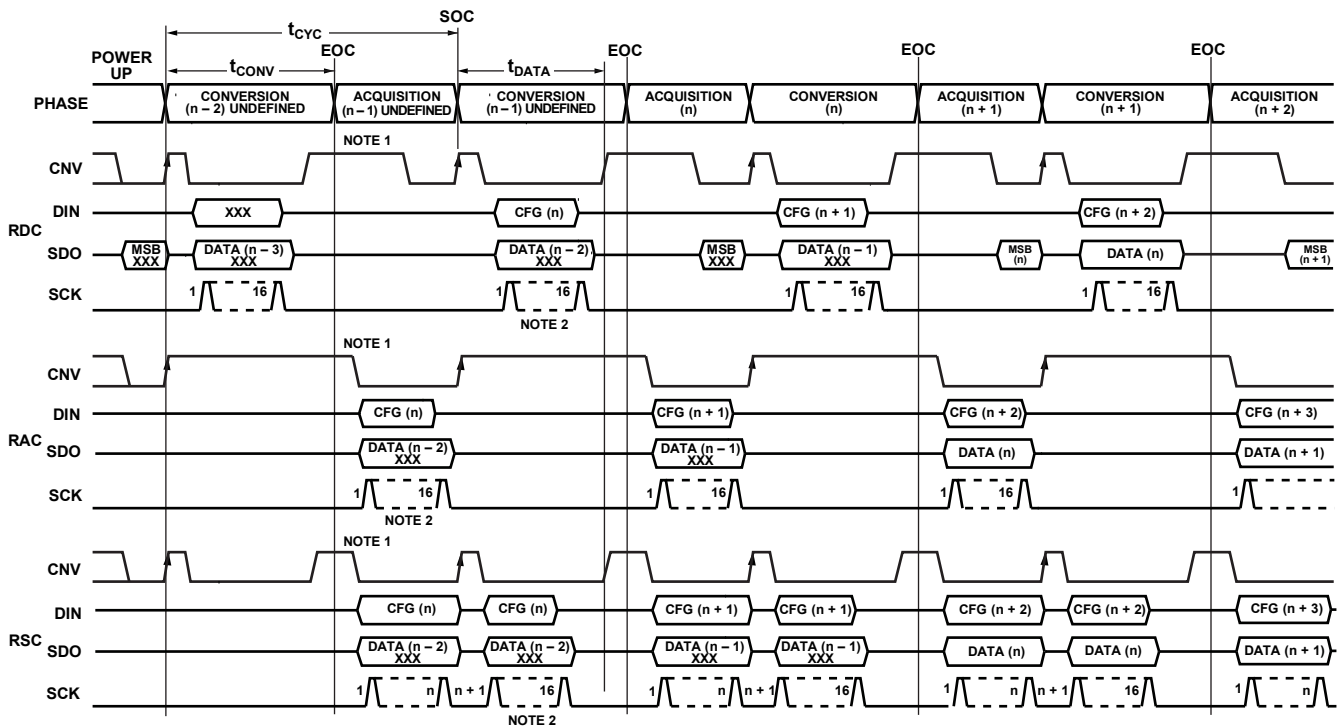 SOC
tCYC
POWER UP
EOC
EOC
EOC
EOC
tCONV
tDATA
PHASE
CONVERSION (n – 2) UNDEFINED
ACQUISITION (n – 1) UNDEFINED
CONVERSION (n – 1) UNDEFINED
ACQUISITION (n)
CONVERSION (n)
ACQUISITION (n + 1)
CONVERSION (n + 1)
ACQUISITION (n + 2)
NOTE 1
CNV
RDC
DIN
XXX
CFG (n)
CFG (n + 1)
CFG (n + 2)
SDO
MSB XXX
DATA (n – 3) XXX
DATA (n – 2) XXX
MSB XXX
DATA (n – 1) XXX
MSB (n)
DATA (n)
MSB (n + 1)
SCK
1 16
1 16
1 16
1 16
NOTE 2
NOTE 1
CNV
RAC
DIN
CFG (n)
CFG (n + 1)
CFG (n + 2)
CFG (n + 3)
SDO
DATA (n – 2) XXX
DATA (n – 1) XXX
DATA (n)
DATA (n + 1)
SCK
1 16
1 16
1 16
1
NOTE 2
NOTE 1
CNV
RSC
DIN
CFG (n)
CFG (n)
CFG (n + 1)
CFG (n + 1)
CFG (n + 2)
CFG (n + 2)
CFG (n + 3)
SDO
DATA (n – 2) XXX
DATA (n – 2) XXX
DATA (n – 1) XXX
DATA (n – 1) XXX
DATA (n)
DATA (n)
DATA (n + 1)
SCK
1 n n + 1 16
1 n n + 1 16
1 n n + 1 16
1 n
NOTE 2